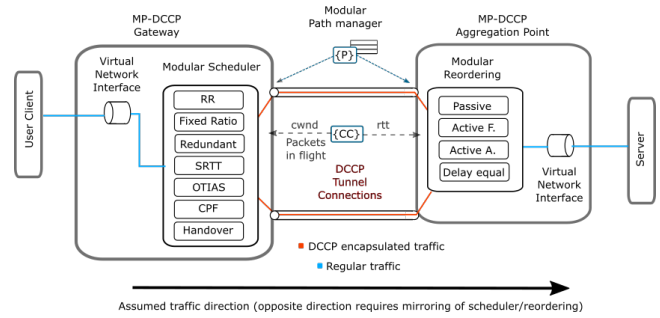 MP-DCCP
Gateway
Modular
Path manager
MP-DCCP
Aggregation Point
{P}
Virtual
Network
Interface
Modular Scheduler
RR
Fixed Ratio
Redundant
SRTT
OTIAS
CPF
Handover
User Client
cwnd
{CC}
rtt
Packets
in flight
DCCP
Tunnel
Connections
Modular
Reordering
Passive
Active F.
Active A.
Delay equal
Virtual
Network
Interface
Server
DCCP encapsulated traffic
Regular traffic
Assumed traffic direction (opposite direction requires mirroring of scheduler/reordering)